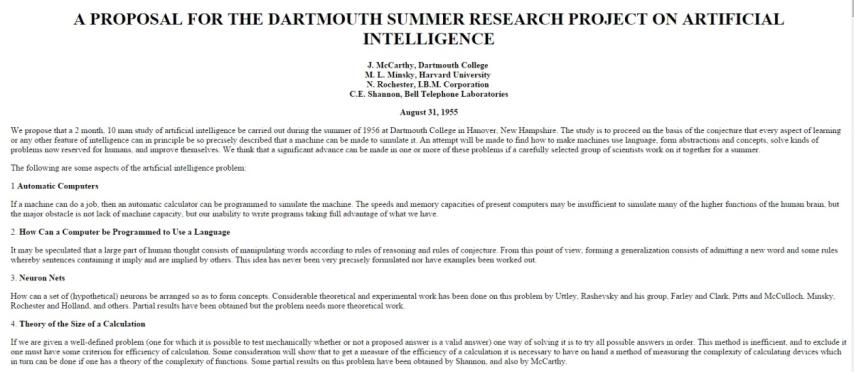 A PROPOSAL FOR THE DARTMOUTH SUMMER RESEARCH PROJECT ON ARTIFICIAL
INTELLIGENCE
J. McCarthy, Dartmouth College
M. L. Minsky, Harvard University
N. Rochester, I.B.M. Corporation
C.E. Shannon, Bell Telephone Laboratories
August 31, 1955
We propose that a 2 month, 10 man study of artificial intelligence be carried out during the summer of 1956 at Dartmouth College in Hanover, New Hampshire. The study is to proceed on the basis of the conjecture that every aspect of learning
or any other feature of intelligence can in principle be so precisely described that a machine can be made to simulate it. An attempt will be made to find how to make machines use language, form abstractions and concepts, solve kinds of
problems now reserved for humans, and improve themselves. We think that a significant advance can be made in one or more of these problems if a carefully selected group of scientists work on it together for a summer.
The following are some aspects of the artificial intelligence problem:
1 Automatic Computers
If a machine can do a job, then an automatic calculator can be programmed to simulate the machine. The speeds and memory capacities of present computers may be insufficient to simulate many of the higher functions of the human brain, but
the major obstacle is not lack of machine capacity, but our inability to write programs taking full advantage of what we have.
2. How Can a Computer be Programmed to Use a Language
It may be speculated that a large part of human thought consists of manipulating words according to rules of reasoning and rules of conjecture. From this point of view, forming a generalization consists of admitting a new word and some rules
whereby sentences containing it imply and are implied by others. This idea has never been very precisely formulated nor have examples been worked out.
3. Neuron Nets
How can a set of (hypothetical) neurons be arranged so as to form concepts. Considerable theoretical and experimental work has been done on this problem by Uttley, Rashevsky and his group, Farley and Clark, Pitts and McCulloch, Minsky,
Rochester and Holland, and others. Partial results have been obtained but the problem needs more theoretical work.
4. Theory of the Size of a Calculation
If we are given a well-defined problem (one for which it is possible to test mechanically whether or not a proposed answer is a valid answer) one way of solving it is to try all possible answers in order. This method is inefficient, and to exclude it
one must have some criterion for efficiency of calculation. Some consideration will show that to get a measure of the efficiency of a calculation it is necessary to have on hand a method of measuring the complexity of calculating devices which
in turn can be done if one has a theory of the complexity of functions. Some partial results on this problem have been obtained by Shannon, and also by McCarthy.